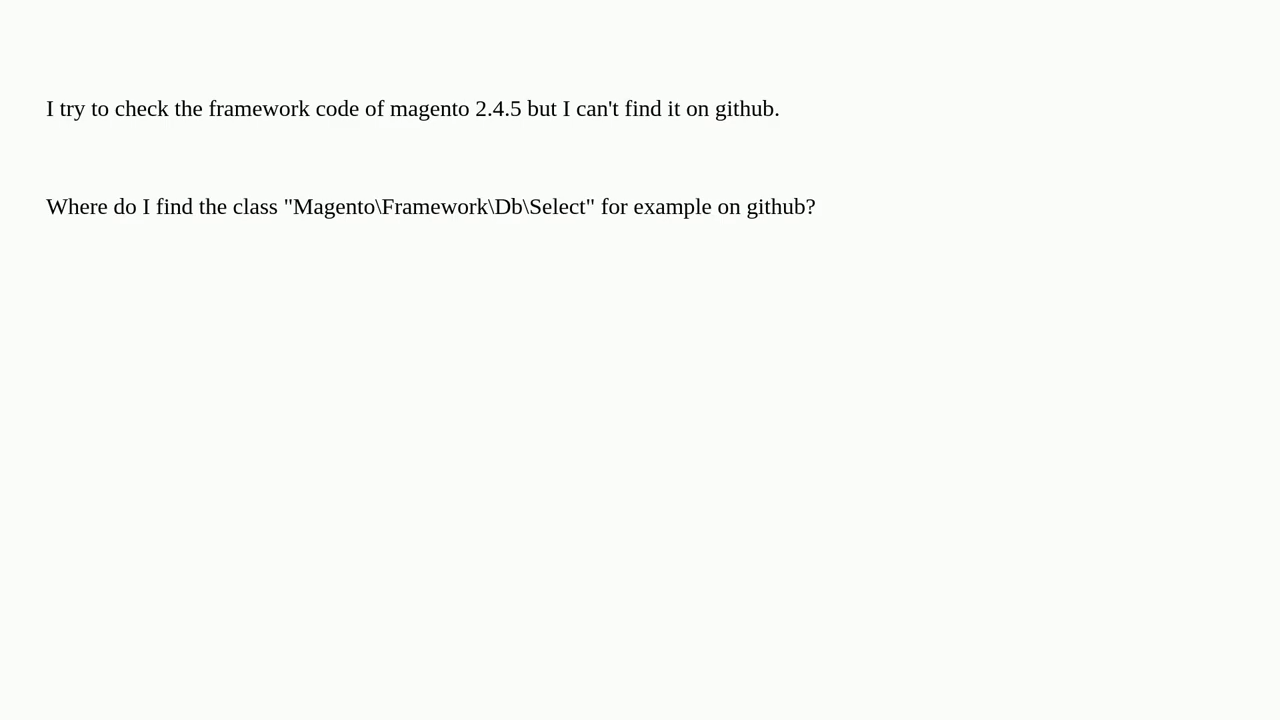 I try to check the framework code of magento 2.4.5 but I can't find it on github.
Where do I find the class "Magento\Framework\Db\Select" for example on github?